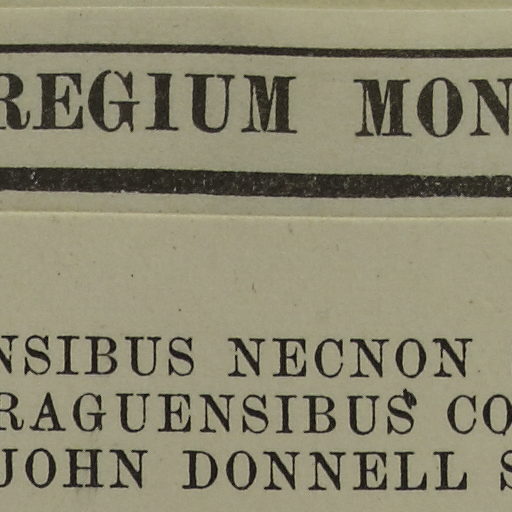 REGIUM MON
NSIBUS NECNON
RAGUENSIBUS CO
JOHN DONNELL S